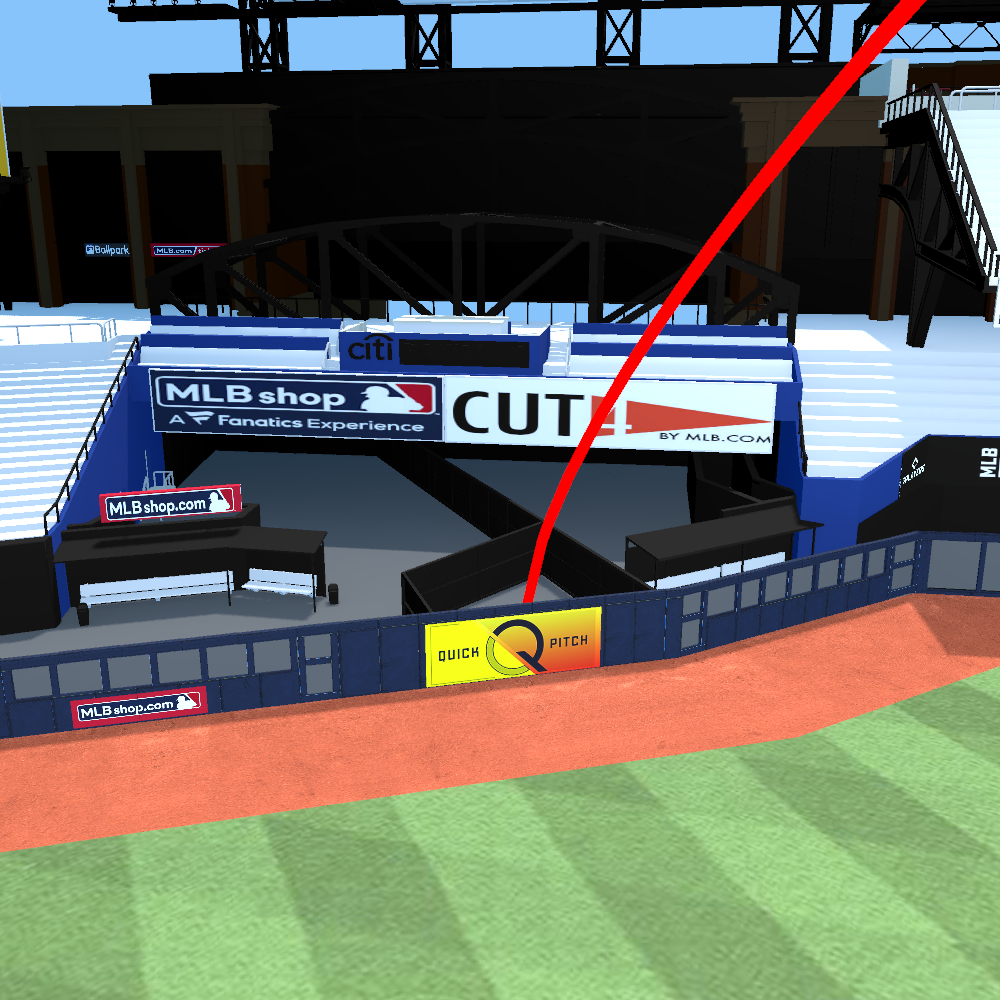 Ballpark
MLB.com/
citi
MLB shop
A Fanatics Experience
CUT4
BY MLB.COM
MLB
MLBshop.com
QUICK Q PITCH
MLBshop.com